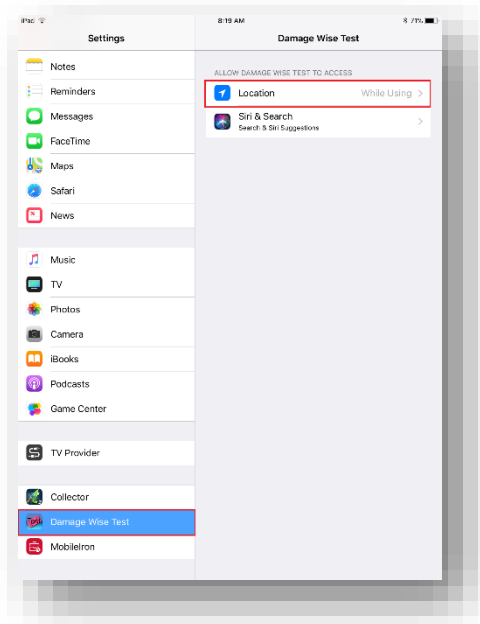 iPad 8:19 AM 71%
Settings
Damage Wise Test
Notes
Reminders
Messages
FaceTime
Maps
Safari
News
Music
TV
Photos
Camera
iBooks
Podcasts
Game Center
TV Provider
Collector
Damage Wise Test
MobileIron
ALLOW DAMAGE WISE TEST TO ACCESS
Location While Using
Siri & Search
Search & Siri Suggestions